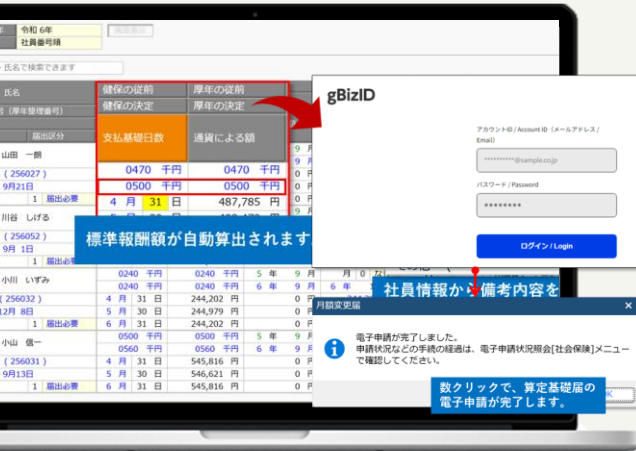 令和 6年
社員番号順
氏名で検索できます
氏名
健保の従前
厚年の従前
(厚年整理番号)
健保の決定
厚年の決定
届出区分
支払基礎日数
通貨による額
山田 一朗
0470 千円
0470 千円
(256027)
0500 千円
0500 千円
9月21日
4 月 31 日
487,785 円
1 届出必要
川谷 しげる
(256052)
9月 1日
1 届出必要
標準報酬額が自動算出されます
小川 いずみ
0240 千円
0240 千円
5 年 9 月
0240 千円
0240 千円
6 年 9 月
256032)
4 月 31 日
244,202 円
12月 8日
5 月 30 日
244,979 円
1 届出必要
6 月 31 日
244,202 円
小山 信一
0500 千円
0500 千円
5 年 9
0560 千円
0560 千円
6 年 9
(256031)
4 月 31 日
545,816 円
9月13日
5 月 30 日
546,621 円
1 届出必要
6 月 31 日
545,816 円
gBizID
アカウントID / Account ID (メールアドレス /
Email)
**********@sample.co.jp
パスワード / Password
ログイン / Login
社員情報から備考内容を
月額変更届
電子申請が完了しました。
申請状況などの手続の経過は、電子申請状況照会[社会保険]メニュー
で確認してください。
数クリックで、算定基礎届の
電子申請が完了します。